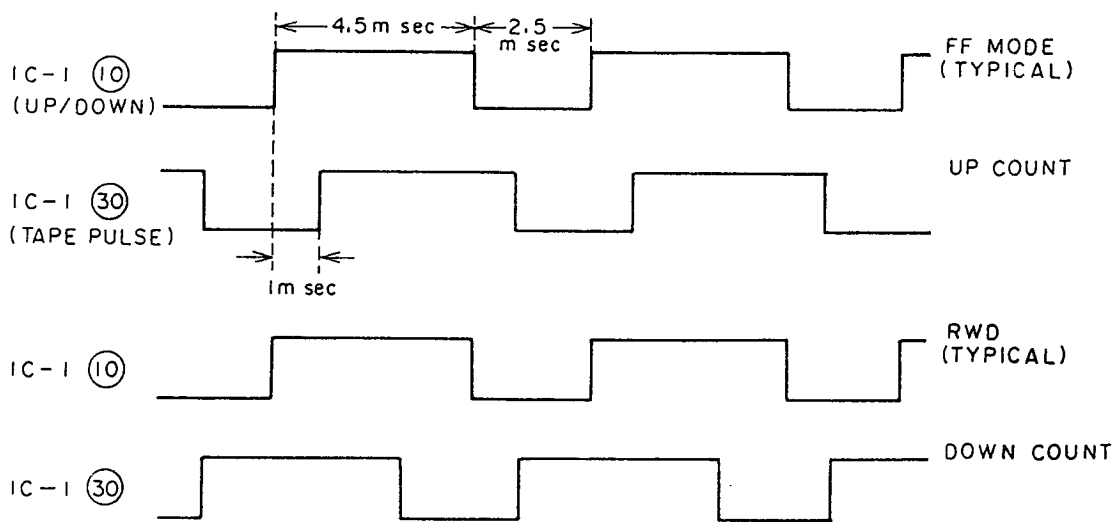 4.5 m sec
2.5
m sec
FF MODE
(TYPICAL)
IC-1 10
(UP/DOWN)
UP COUNT
IC-1 30
(TAPE PULSE)
1m sec
RWD
(TYPICAL)
IC-1 10
DOWN COUNT
IC-1 30